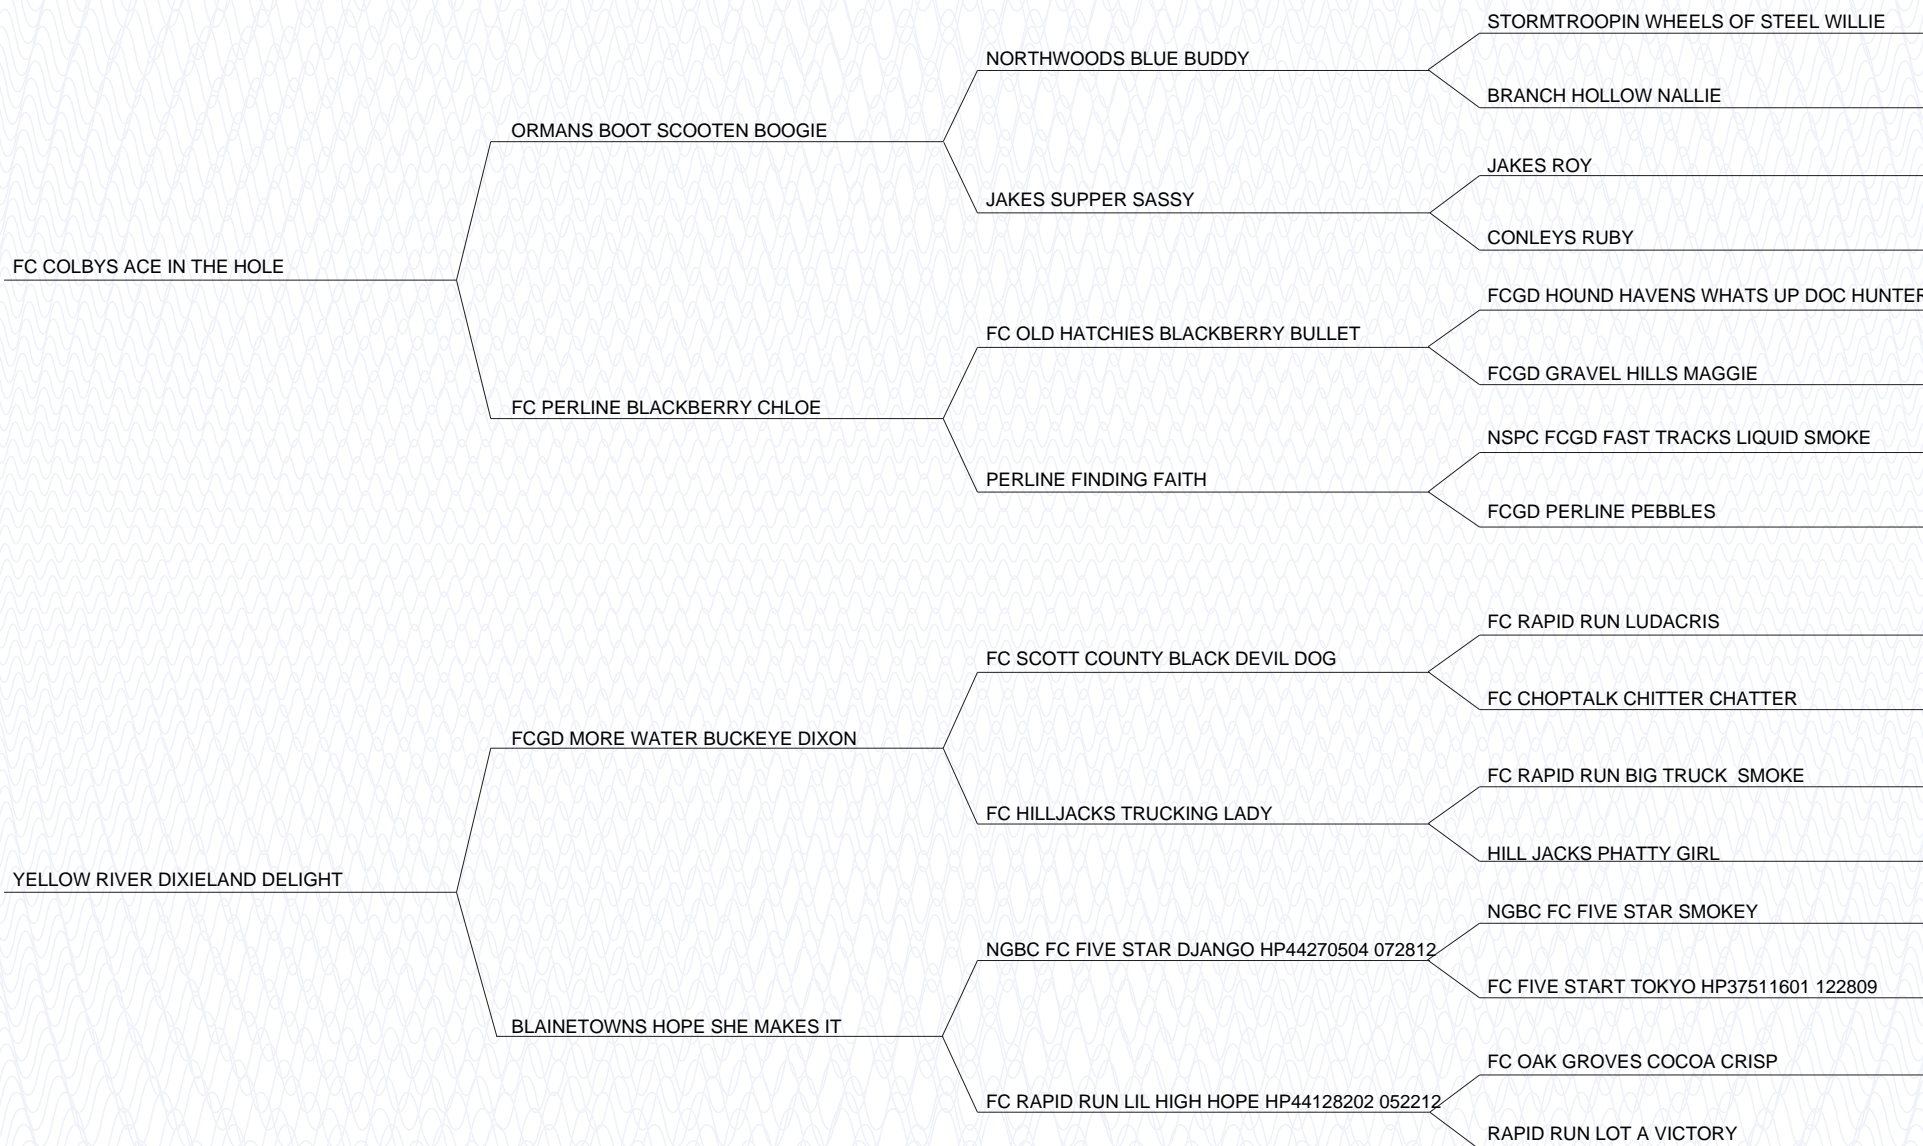 STORMTROOPIN WHEELS OF STEEL WILLIE
NORTHWOODS BLUE BUDDY
BRANCH HOLLOW NALLIE
ORMANS BOOT SCOOTEN BOOGIE
JAKES ROY
JAKES SUPPER SASSY
CONLEYS RUBY
FC COLBYS ACE IN THE HOLE
FCGD HOUND HAVENS WHATS UP DOC HUNTER
FC OLD HATCHIES BLACKBERRY BULLET
FCGD GRAVEL HILLS MAGGIE
FC PERLINE BLACKBERRY CHLOE
NSPC FCGD FAST TRACKS LIQUID SMOKE
PERLINE FINDING FAITH
FCGD PERLINE PEBBLES
FC RAPID RUN LUDACRIS
FC SCOTT COUNTY BLACK DEVIL DOG
FC CHOPTALK CHITTER CHATTER
FCGD MORE WATER BUCKEYE DIXON
FC RAPID RUN BIG TRUCK  SMOKE
FC HILLJACKS TRUCKING LADY
HILL JACKS PHATTY GIRL
YELLOW RIVER DIXIELAND DELIGHT
NGBC FC FIVE STAR SMOKEY
NGBC FC FIVE STAR DJANGO HP44270504 072812
FC FIVE START TOKYO HP37511601 122809
BLAINETOWNS HOPE SHE MAKES IT
FC OAK GROVES COCOA CRISP
FC RAPID RUN LIL HIGH HOPE HP44128202 052212
RAPID RUN LOT A VICTORY